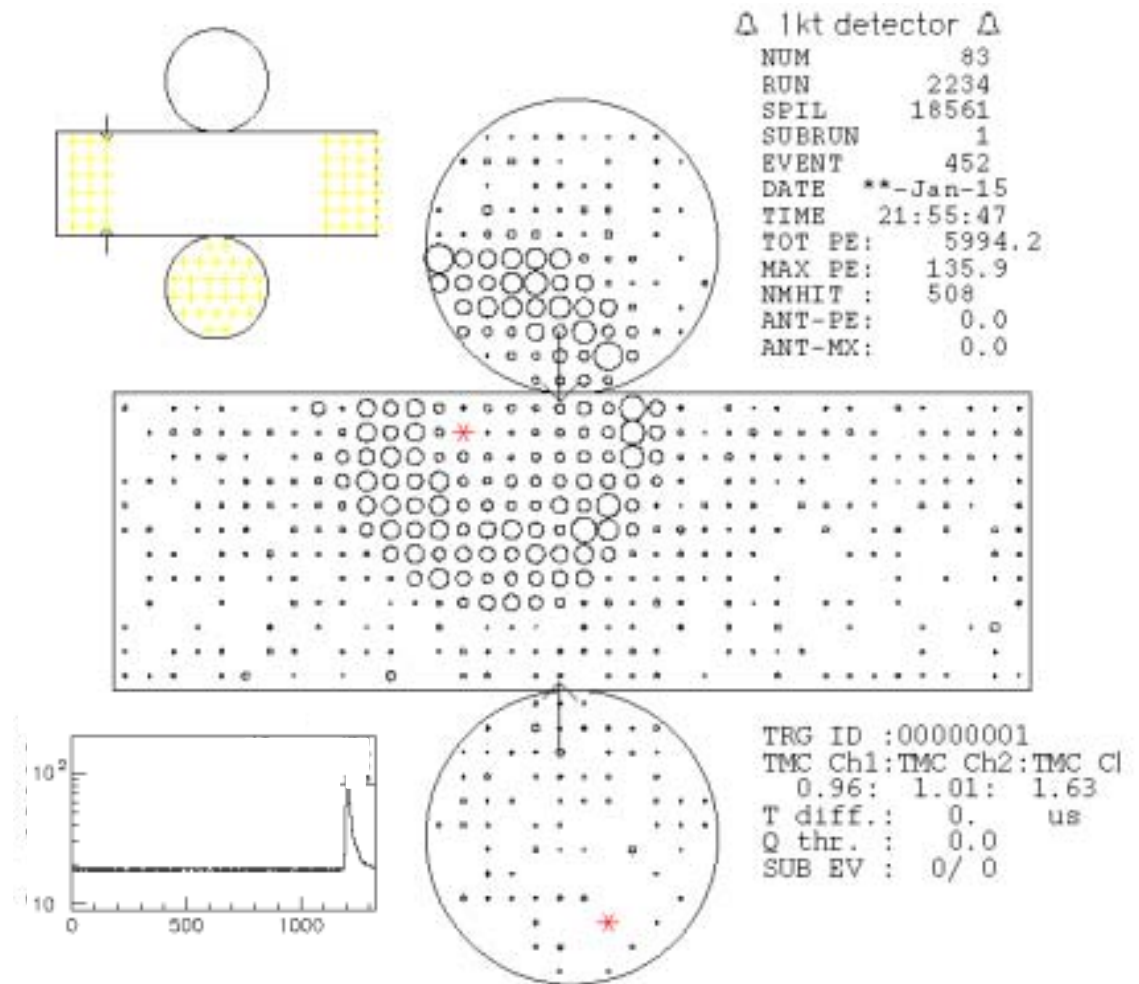 1kt detector
NUM 83
RUN 2234
SPIL 18561
SUBRUN 1
EVENT 452
DATE **-Jan-15
TIME 21:55:47
TOT PE: 5994.2
MAX PE: 135.9
NMHIT : 508
ANT-PE: 0.0
ANT-MX: 0.0
TRG ID :00000001
TMC Ch1:TMC Ch2:TMC C
0.96: 1.01: 1.63
T diff.: 0. us
Q thr. : 0.0
SUB EV : 0/ 0
10²
10
0 500 1000